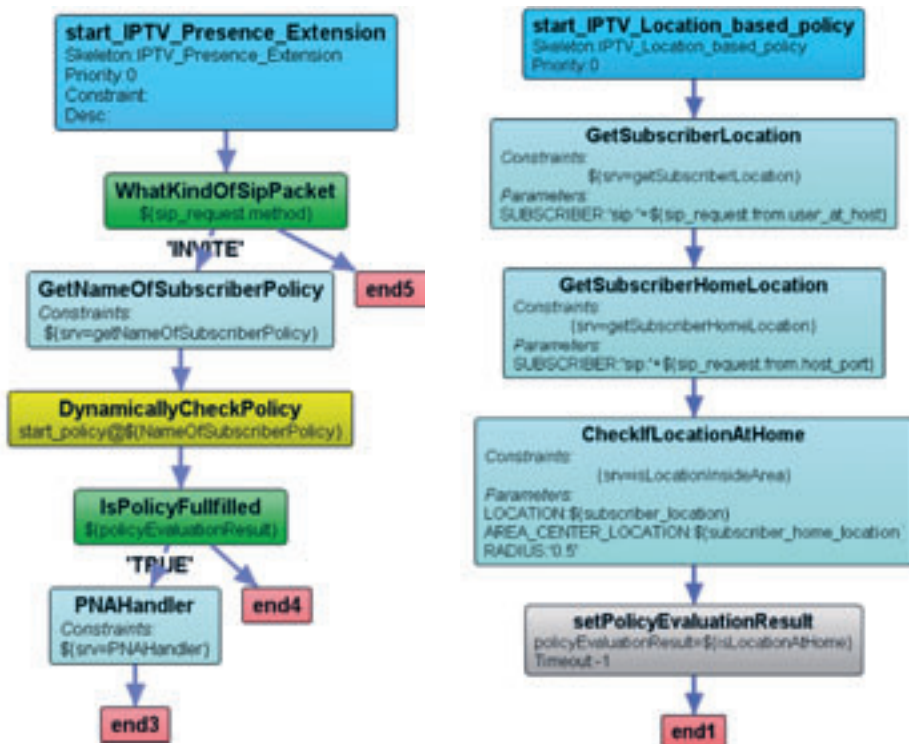 start_IPTV_Presence_Extension
Skeleton:IPTV_Presence_Extension
Priority:0
Constraint:
Desc:
WhatKindOfSipPacket
${sip_request.method}
"INVITE"
end5
GetNameOfSubscriberPolicy
Constraints:
${srv=getNameOfSubscriberPolicy}
DynamicallyCheckPolicy
start_policy@${NameOfSubscriberPolicy}
IsPolicyFullfilled
${policyEvaluationResult}
"TRUE"
end4
PNAHandler
Constraints:
${srv=PNAHandler}
end3
start_IPTV_Location_based_policy
Skeleton:IPTV_Location_based_policy
Priority:0
GetSubscriberLocation
Constraints:
${srv=getSubscriberLocation}
Parameters:
SUBSCRIBER:"sip:"+${sip_request.from.user_at_host}
GetSubscriberHomeLocation
Constraints:
(srv=getSubscriberHomeLocation)
Parameters:
SUBSCRIBER:"sip:"+${sip_request.from.host_port}
CheckIfLocationAtHome
Constraints:
(srv=isLocationInsideArea)
Parameters:
LOCATION:${subscriber_location}
AREA_CENTER_LOCATION:${subscriber_home_location
RADIUS:"0.5"
setPolicyEvaluationResult
policyEvaluationResult=${isLocationAtHome}
Timeout:-1
end1